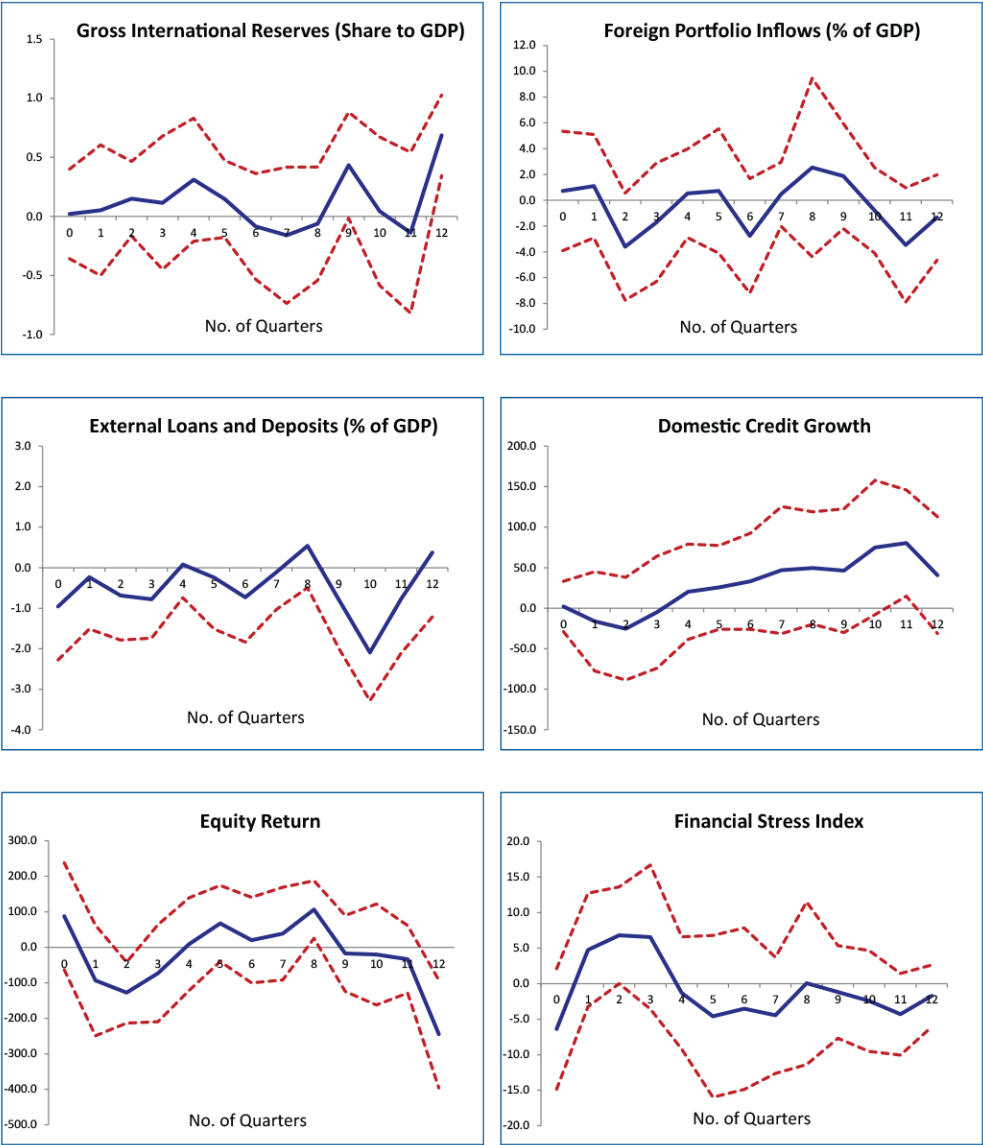 Gross International Reserves (Share to GDP)
1.5
1.0
0.5
0.0
-0.5
-1.0
0 1 2 3 4 5 6 7 8 9 10 11 12
No. of Quarters
Foreign Portfolio Inflows (% of GDP)
12.0
10.0
8.0
6.0
4.0
2.0
0.0
-2.0
-4.0
-6.0
-8.0
-10.0
0 1 2 3 4 5 6 7 8 9 10 11 12
No. of Quarters
External Loans and Deposits (% of GDP)
3.0
2.0
1.0
0.0
-1.0
-2.0
-3.0
-4.0
0 1 2 3 4 5 6 7 8 9 10 11 12
No. of Quarters
Domestic Credit Growth
200.0
150.0
100.0
50.0
0.0
-50.0
-100.0
-150.0
0 1 2 3 4 5 6 7 8 9 10 11 12
No. of Quarters
Equity Return
300.0
200.0
100.0
0.0
-100.0
-200.0
-300.0
-400.0
-500.0
0 1 2 3 4 5 6 7 8 9 10 11 12
No. of Quarters
Financial Stress Index
20.0
15.0
10.0
5.0
0.0
-5.0
-10.0
-15.0
-20.0
0 1 2 3 4 5 6 7 8 9 10 11 12
No. of Quarters